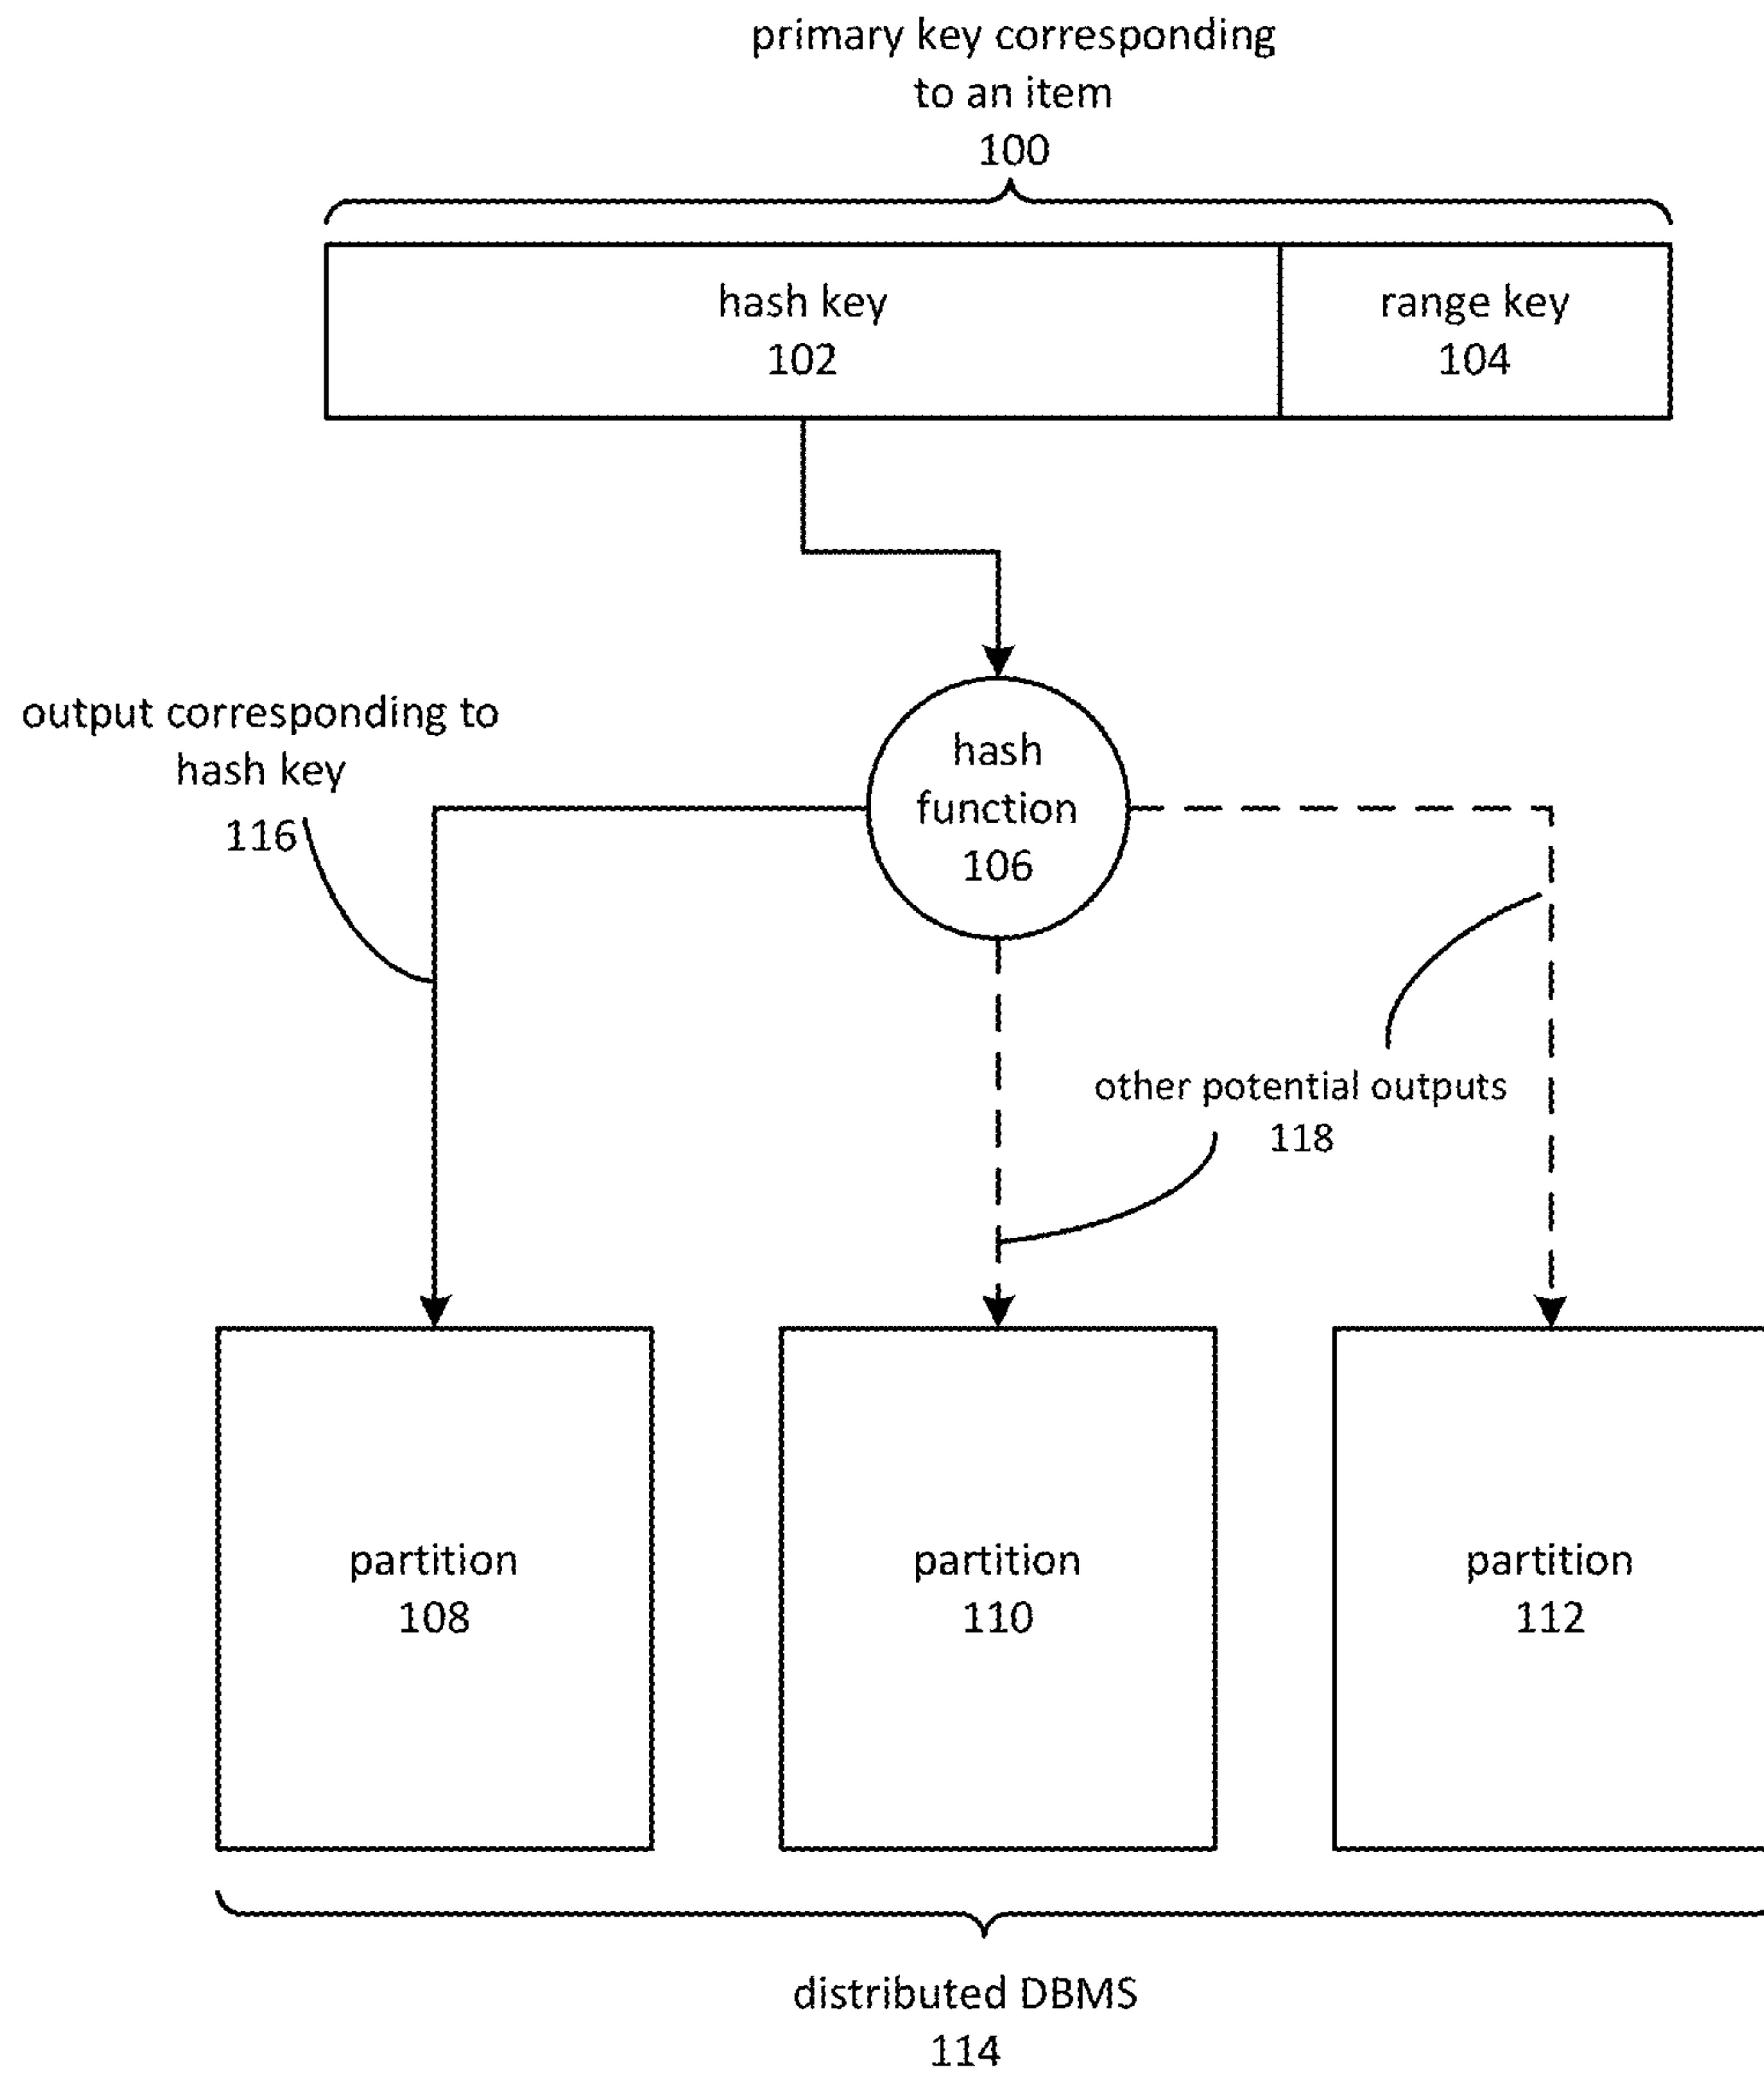 primary key corresponding
to an item
100
hash key
102
range key
104
output corresponding to
hash key
116
hash
function
106
other potential outputs
118
partition
108
partition
110
partition
112
distributed DBMS
114